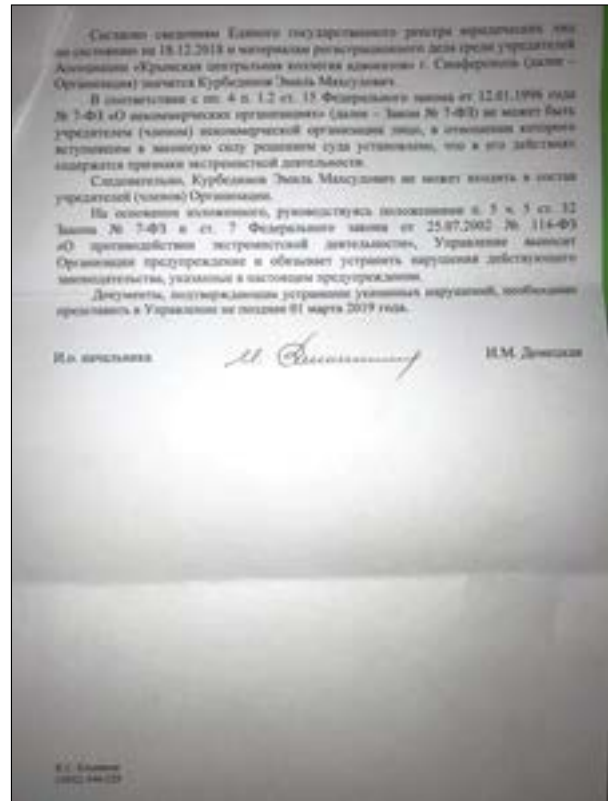 Согласно сведениям Единого государственного реестра юридических лиц
по состоянию на 18.12.2018 и материалам регистрационного дела среди учредителей
Ассоциации «Крымская центральная коллегия адвокатов» г. Симферополь (далее –
Организация) значится Курбединов Эмиль Махсудович.
В соответствии с пп. 4 п. 1.2 ст. 15 Федерального закона от 12.01.1996 года
№ 7-ФЗ «О некоммерческих организациях» (далее – Закон № 7-ФЗ) не может быть
учредителем (членом) некоммерческой организации лицо, в отношении которого
вступившим в законную силу решением суда установлено, что в его действиях
содержатся признаки экстремистской деятельности.
Следовательно, Курбединов Эмиль Махсудович не может входить в состав
учредителей (членов) Организации.
На основании изложенного, руководствуясь положениями п. 5 ч. 5 ст. 32
Закона № 7-ФЗ и ст. 7 Федерального закона от 25.07.2002 № 114-ФЗ
«О противодействии экстремистской деятельности», Управление выносит
Организации предупреждение и обязывает устранить нарушения действующего
законодательства, указанные в настоящем предупреждении.
Документы, подтверждающие устранение указанных нарушений, необходимо
представить в Управление не позднее 01 марта 2019 года.
И.о. начальника
И.М. Демецкая